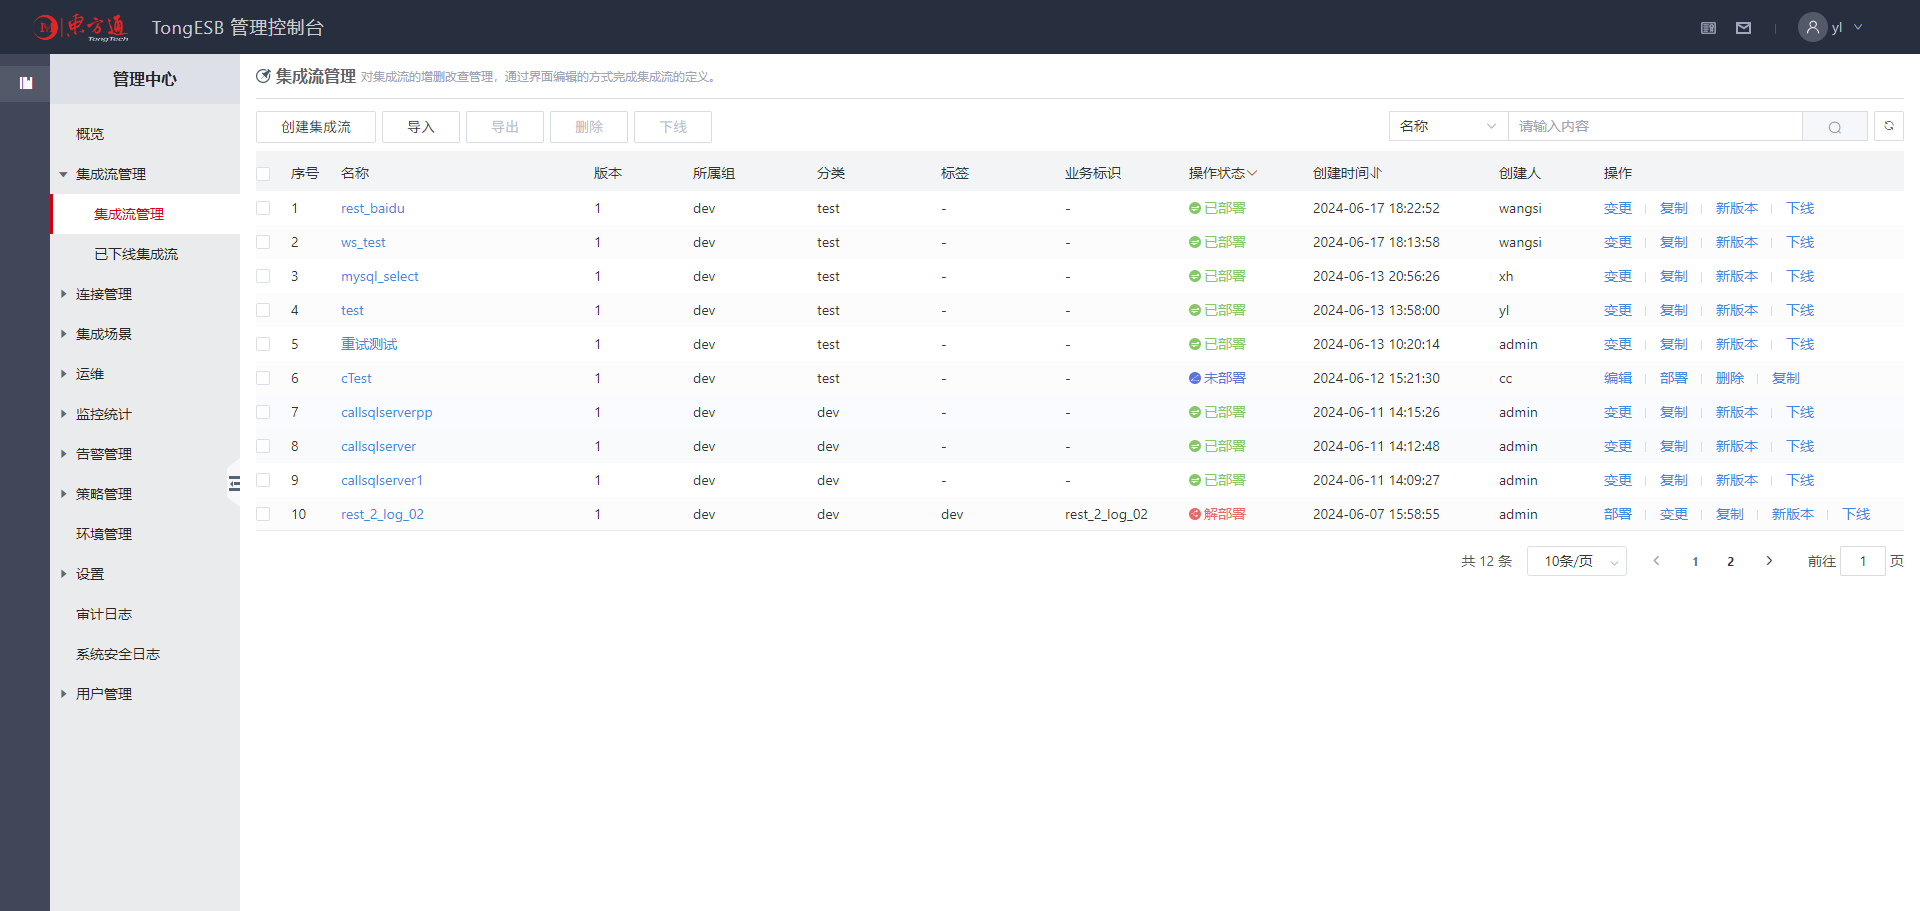 東方通 TongTech TongESB 管理控制台 yl
管理中心
概览
集成流管理
集成流管理
已下线集成流
连接管理
集成场景
运维
监控统计
告警管理
策略管理
环境管理
设置
审计日志
系统安全日志
用户管理
集成流管理 对集成流的增删改查管理，通过界面编辑的方式完成集成流的定义。
创建集成流 导入 导出 删除 下线 名称 请输入内容
序号 名称 版本 所属组 分类 标签 业务标识 操作状态 创建时间 创建人 操作
1 rest_baidu 1 dev test - - 已部署 2024-06-17 18:22:52 wangsi 变更 复制 新版本 下线
2 ws_test 1 dev test - - 已部署 2024-06-17 18:13:58 wangsi 变更 复制 新版本 下线
3 mysql_select 1 dev test - - 已部署 2024-06-13 20:56:26 xh 变更 复制 新版本 下线
4 test 1 dev test - - 已部署 2024-06-13 13:58:00 yl 变更 复制 新版本 下线
5 重试测试 1 dev test - - 已部署 2024-06-13 10:20:14 admin 变更 复制 新版本 下线
6 cTest 1 dev test - - 未部署 2024-06-12 15:21:30 cc 编辑 部署 删除 复制
7 callsqlserverpp 1 dev dev - - 已部署 2024-06-11 14:15:26 admin 变更 复制 新版本 下线
8 callsqlserver 1 dev dev - - 已部署 2024-06-11 14:12:48 admin 变更 复制 新版本 下线
9 callsqlserver1 1 dev dev - - 已部署 2024-06-11 14:09:27 admin 变更 复制 新版本 下线
10 rest_2_log_02 1 dev dev dev rest_2_log_02 解部署 2024-06-07 15:58:55 admin 部署 变更 复制 新版本 下线
共 12 条 10条/页 1 2 前往 1 页